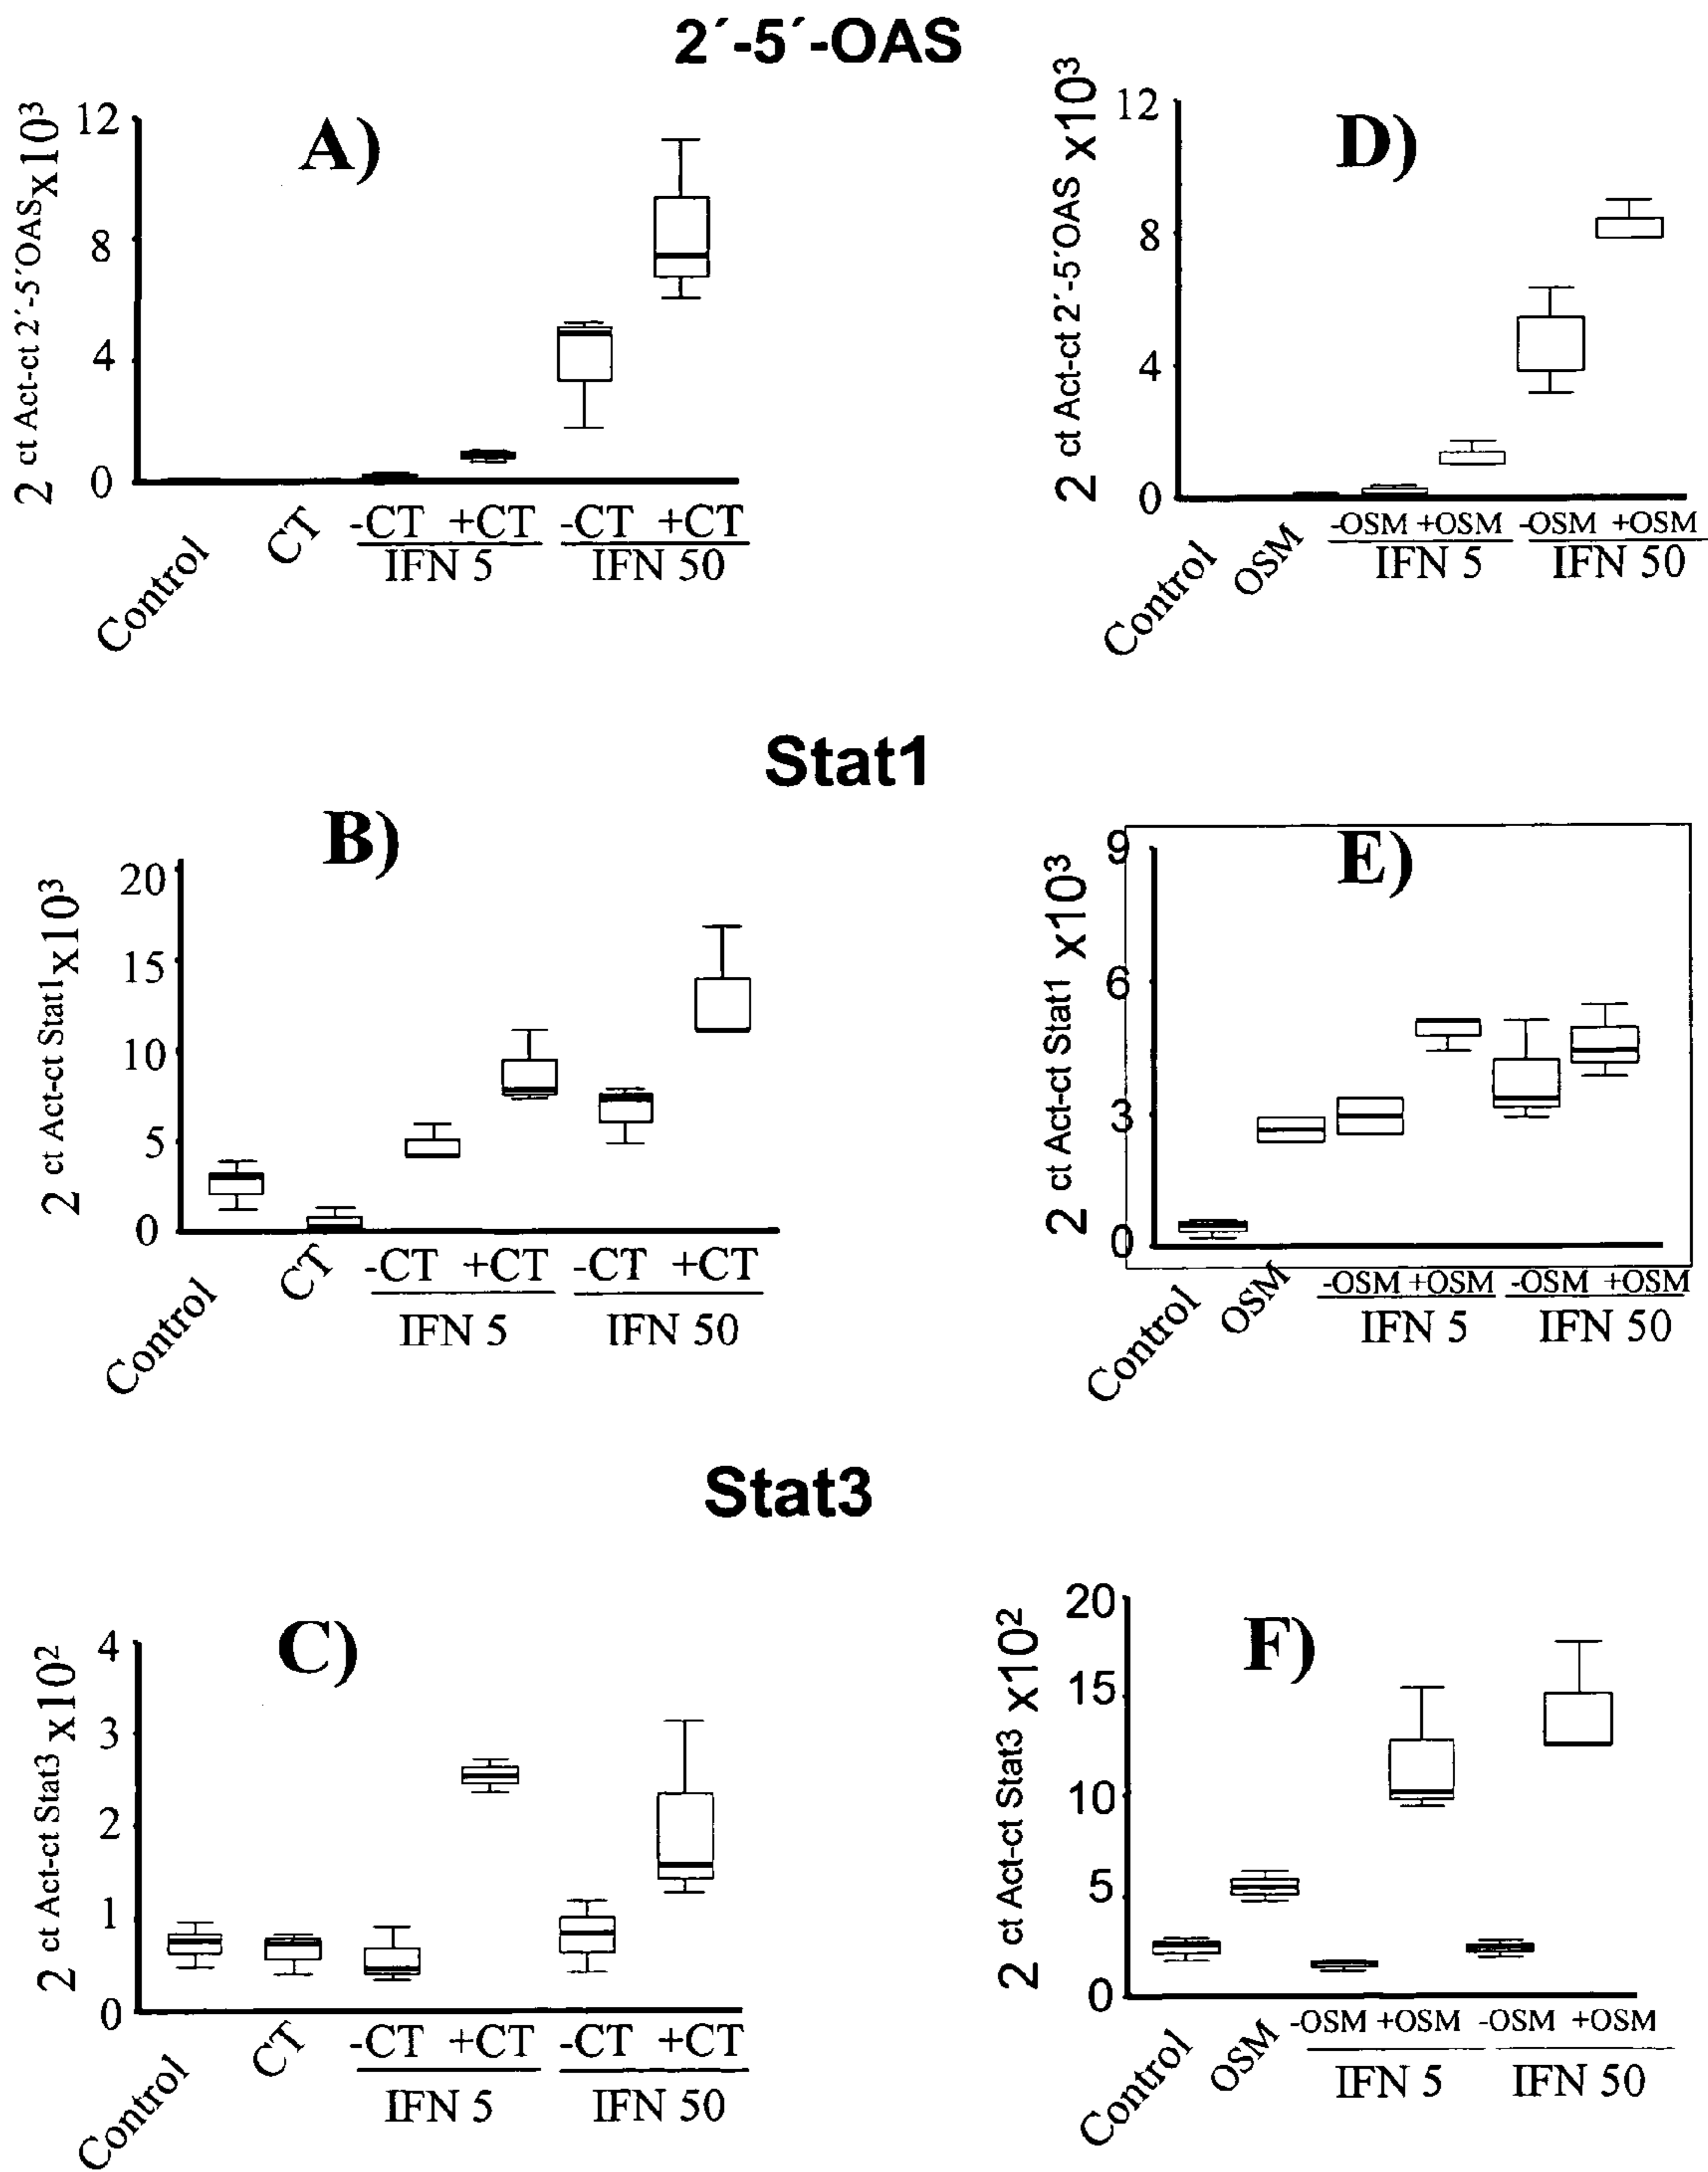 2´-5´-OAS
A)
2 ct Act-ct 2´-5´OAS x10³
12
8
4
0
Control
CT
-CT +CT
IFN 5
-CT +CT
IFN 50
D)
2 ct Act-ct 2´-5´OAS x10³
12
8
4
0
Control
OSM
-OSM +OSM
IFN 5
-OSM +OSM
IFN 50
Stat1
B)
2 ct Act-ct Stat1 x10³
20
15
10
5
0
Control
CT
-CT +CT
IFN 5
-CT +CT
IFN 50
E)
2 ct Act-ct Stat1 x10³
9
6
3
0
Control
OSM
-OSM +OSM
IFN 5
-OSM +OSM
IFN 50
Stat3
C)
2 ct Act-ct Stat3 x10²
4
3
2
1
0
Control
CT
-CT +CT
IFN 5
-CT +CT
IFN 50
F)
2 ct Act-ct Stat3 x10²
20
15
10
5
0
Control
OSM
-OSM +OSM
IFN 5
-OSM +OSM
IFN 50